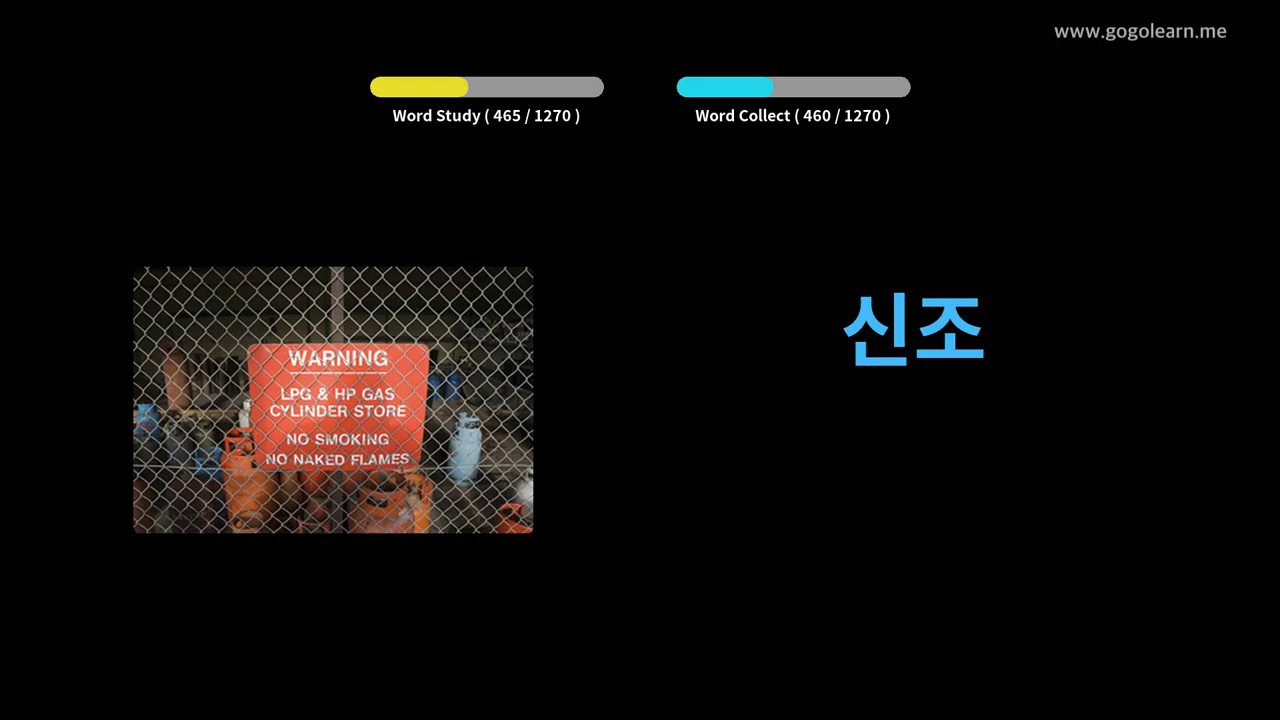 www.gogolearn.me
Word Study ( 465 / 1270 )
Word Collect ( 460 / 1270 )
신조
WARNING
LPG & HP GAS
CYLINDER STORE
NO SMOKING
NO NAKED FLAMES